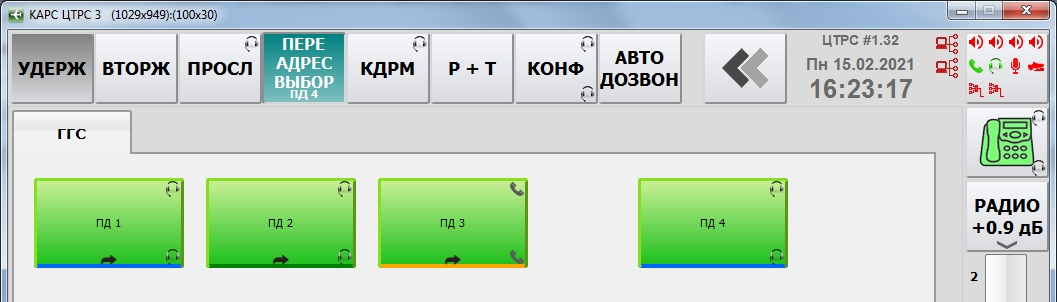 КАРС ЦТРС 3 (1029x949):(100x30)
УДЕРЖ
ВТОРЖ
ПРОСЛ
ПЕРЕ
АДРЕС
ВЫБОР
ПД 4
КДРМ
Р + Т
КОНФ
АВТО
ДОЗВОН
ЦТРС #1.32
Пн 15.02.2021
16:23:17
ГГС
ПД 1
ПД 2
ПД 3
ПД 4
РАДИО
+0.9 дБ
2